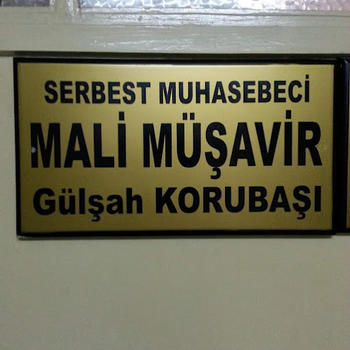 SERBEST MUHASEBECİ
MALİ MÜŞAVİR
Gülşah KORUBAŞI